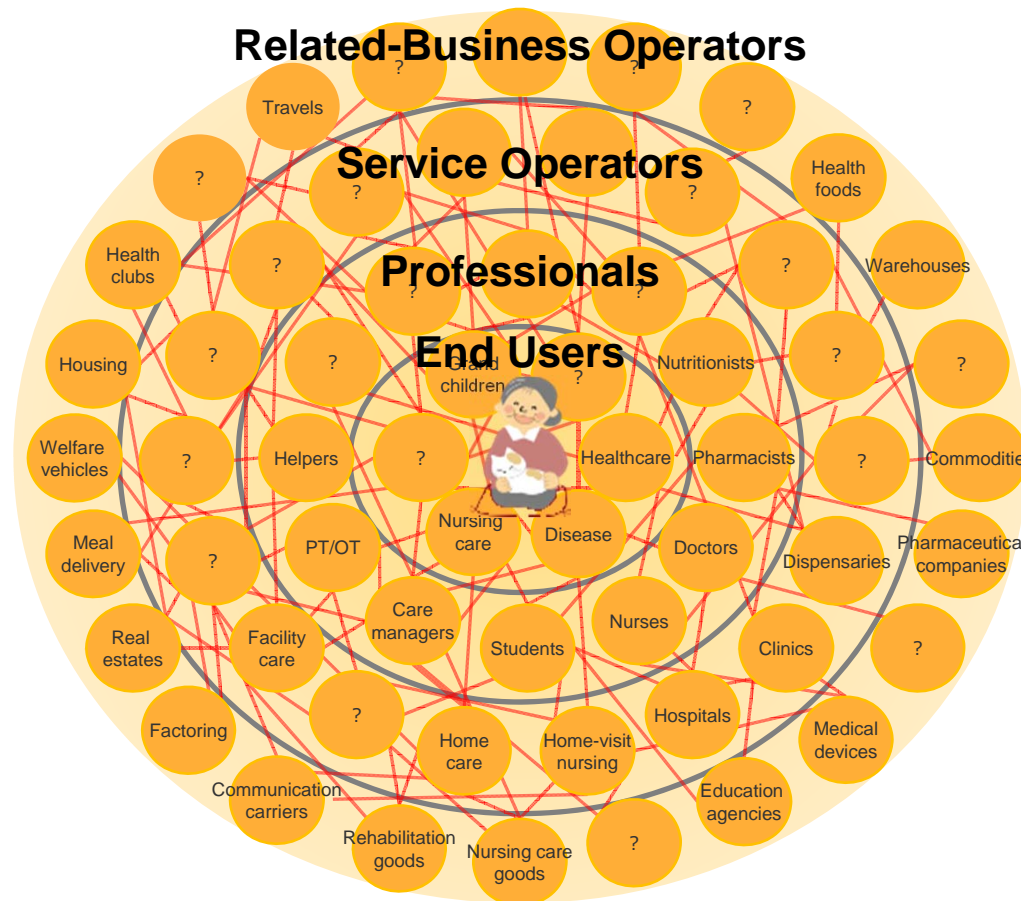 Related-Business Operators
?
?
?
Travels
Service Operators
?
?
?
Health
foods
Health
clubs
?
Professionals
?
?
?
Warehouses
Housing
?
?
End Users
Grand
children
?
Nutritionists
?
?
Welfare
vehicles
?
Helpers
?
Healthcare
Pharmacists
?
Commoditie
Meal
delivery
?
PT/OT
Nursing
care
Disease
Doctors
Dispensaries
Pharmaceutica
companies
Real
estates
Facility
care
Care
managers
Students
Nurses
Clinics
?
Factoring
?
Home
care
Home-visit
nursing
Hospitals
Medical
devices
Communication
carriers
Rehabilitation
goods
Nursing care
goods
?
Education
agencies